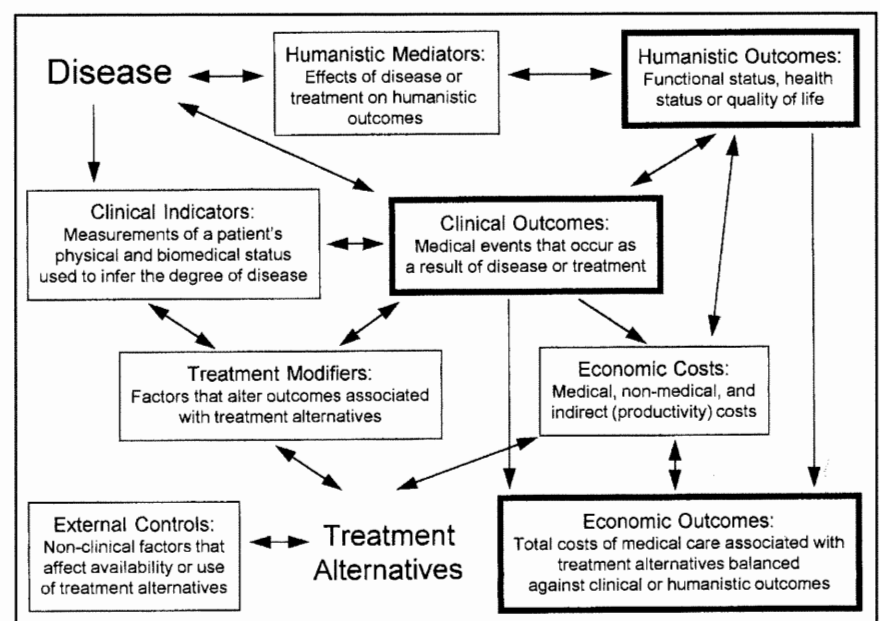 Disease
Humanistic Mediators:
Effects of disease or
treatment on humanistic
outcomes
Humanistic Outcomes:
Functional status, health
status or quality of life
Clinical Indicators:
Measurements of a patient's
physical and biomedical status
used to infer the degree of disease
Clinical Outcomes:
Medical events that occur as
a result of disease or treatment
Treatment Modifiers:
Factors that alter outcomes associated
with treatment alternatives
Economic Costs:
Medical, non-medical, and
indirect (productivity) costs
External Controls:
Non-clinical factors that
affect availability or use
of treatment alternatives
Treatment
Alternatives
Economic Outcomes:
Total costs of medical care associated with
treatment alternatives balanced
against clinical or humanistic outcomes